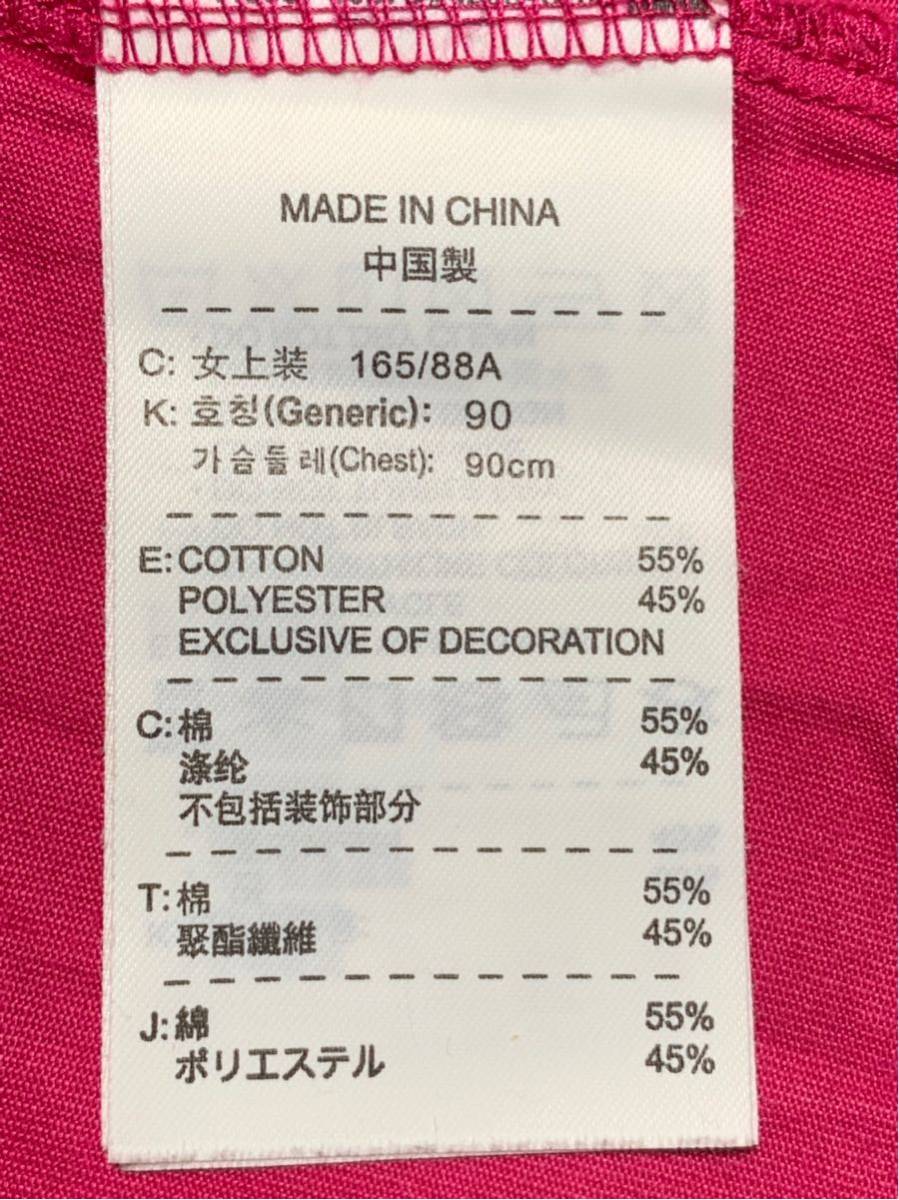 MADE IN CHINA
中国製
C: 女上装 165/88A
K: 호칭(Generic): 90
가슴둘레(Chest): 90cm
E: COTTON 55%
POLYESTER 45%
EXCLUSIVE OF DECORATION
C: 棉 55%
涤纶 45%
不包括装饰部分
T: 棉 55%
聚酯纖維 45%
J: 綿 55%
ポリエステル 45%